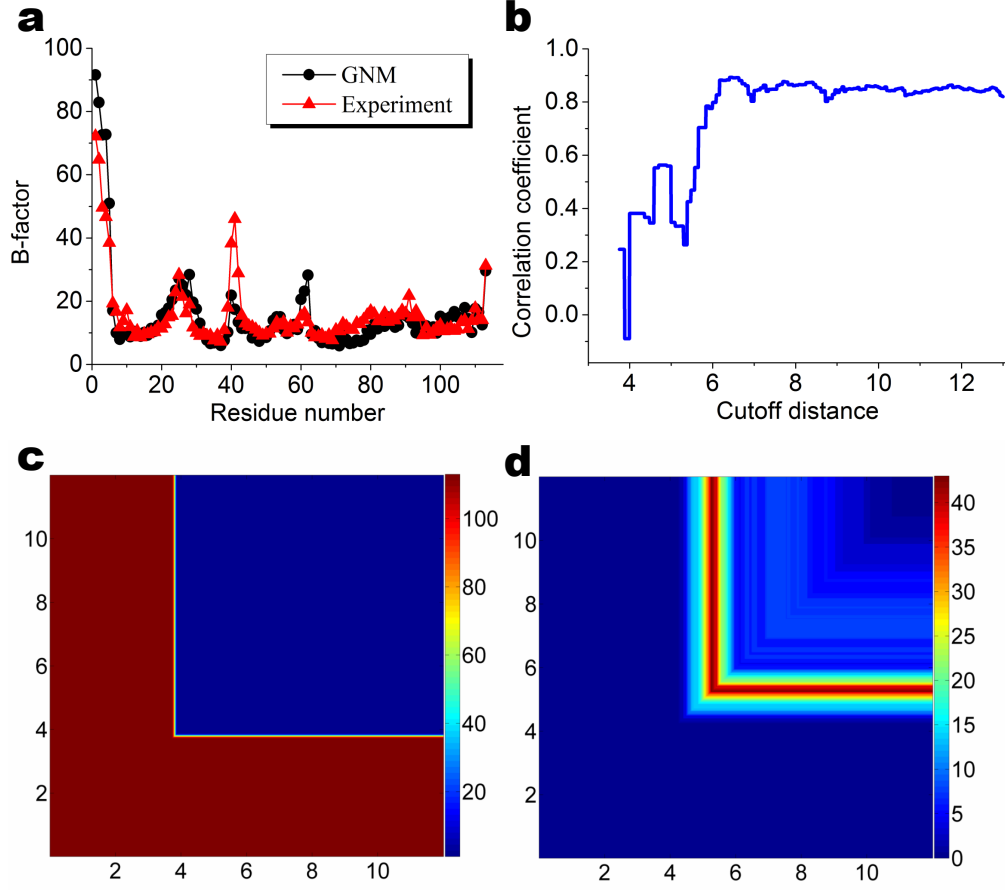 a
100
80
60
40
20
0
B-factor
GNM
Experiment
0 20 40 60 80 100
Residue number
b
1.0
0.8
0.6
0.4
0.2
0.0
Correlation coefficient
4 6 8 10 12
Cutoff distance
c
10
8
6
4
2
2 4 6 8 10
100
80
60
40
20
d
10
8
6
4
2
2 4 6 8 10
40
35
30
25
20
15
10
5
0